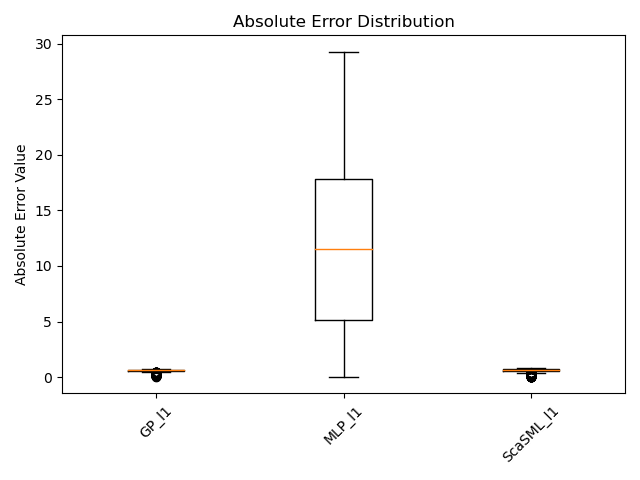 Absolute Error Distribution
Absolute Error Value
30
25
20
15
10
5
0
GP_l1
MLP_l1
ScaSML_l1